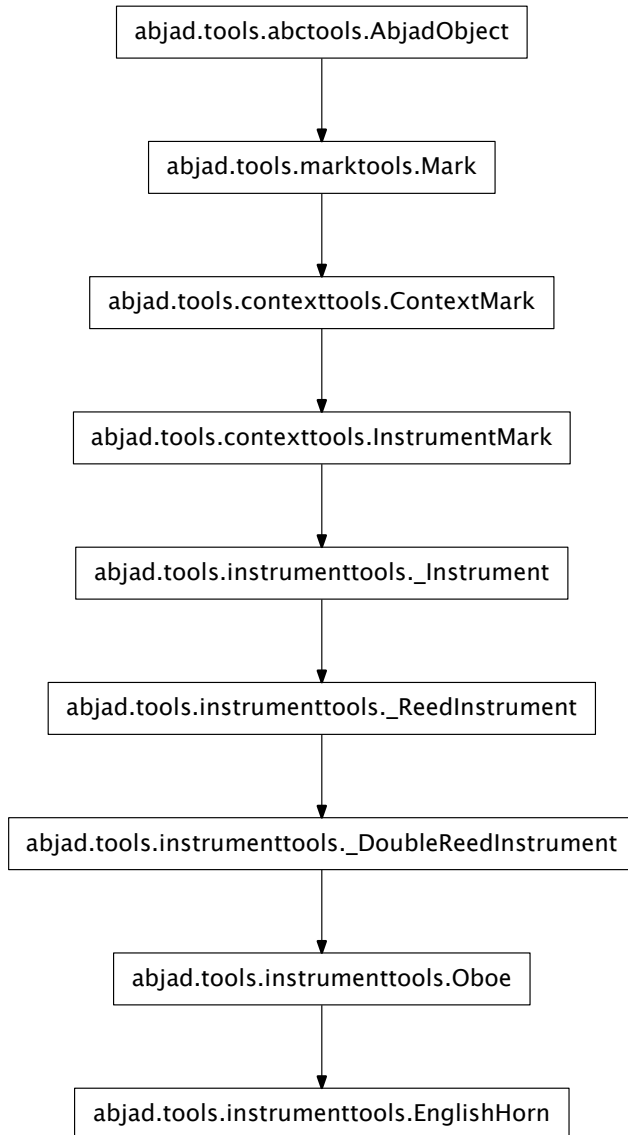 abjad.tools.abctools.AbjadObject
abjad.tools.marktools.Mark
abjad.tools.contexttools.ContextMark
abjad.tools.contexttools.InstrumentMark
abjad.tools.instrumenttools._Instrument
abjad.tools.instrumenttools._ReedInstrument
abjad.tools.instrumenttools._DoubleReedInstrument
abjad.tools.instrumenttools.Oboe
abjad.tools.instrumenttools.EnglishHorn